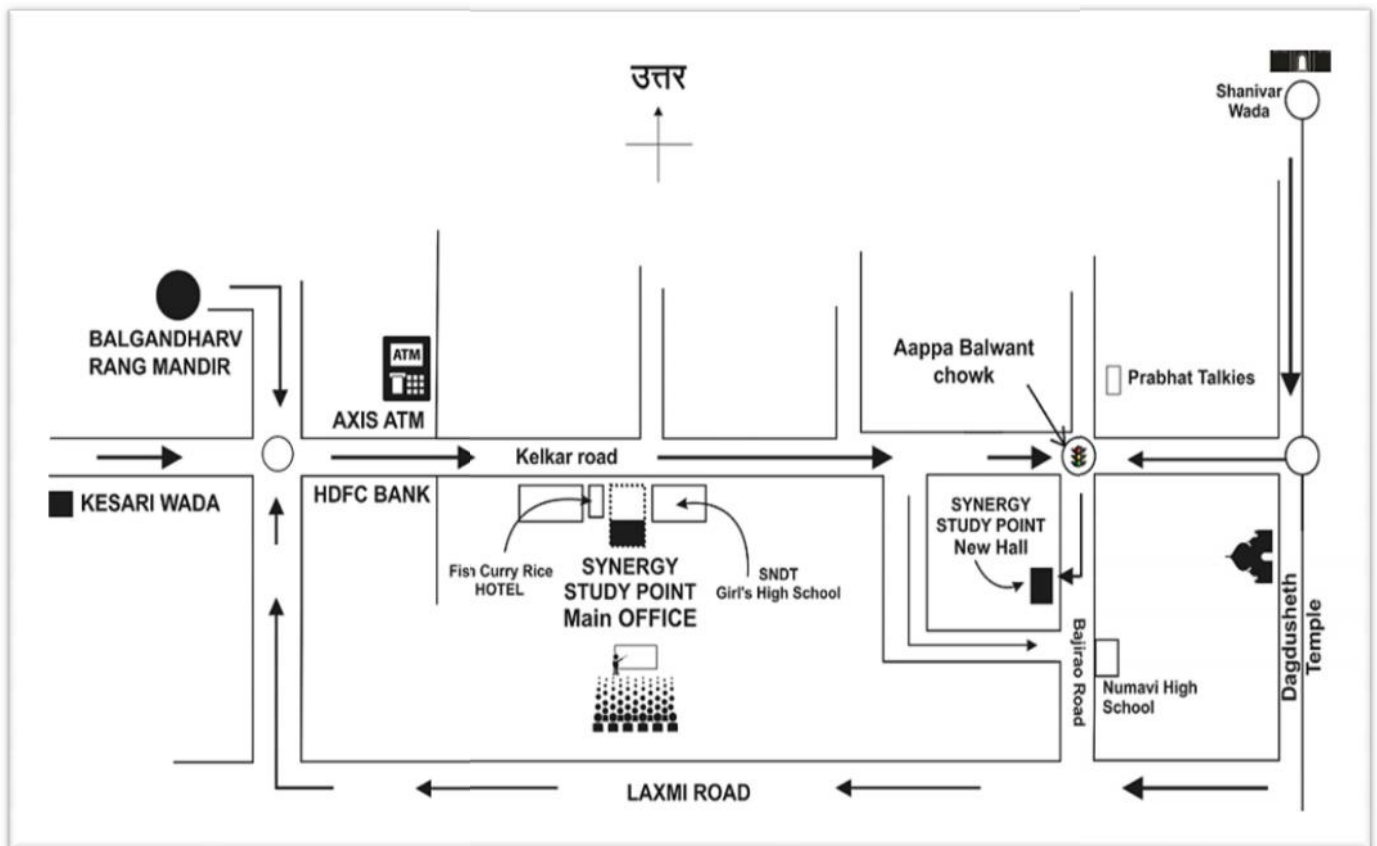 उत्तर
Shanivar
Wada
BALGANDHARV
RANG MANDIR
ATM
AXIS ATM
Aappa Balwant
chowk
Prabhat Talkies
Kelkar road
KESARI WADA
HDFC BANK
Fish Curry Rice
HOTEL
SYNERGY
STUDY POINT
Main OFFICE
SNDT
Girl's High School
SYNERGY
STUDY POINT
New Hall
Bajirao Road
Numavi High
School
Dagdusheth
Temple
LAXMI ROAD